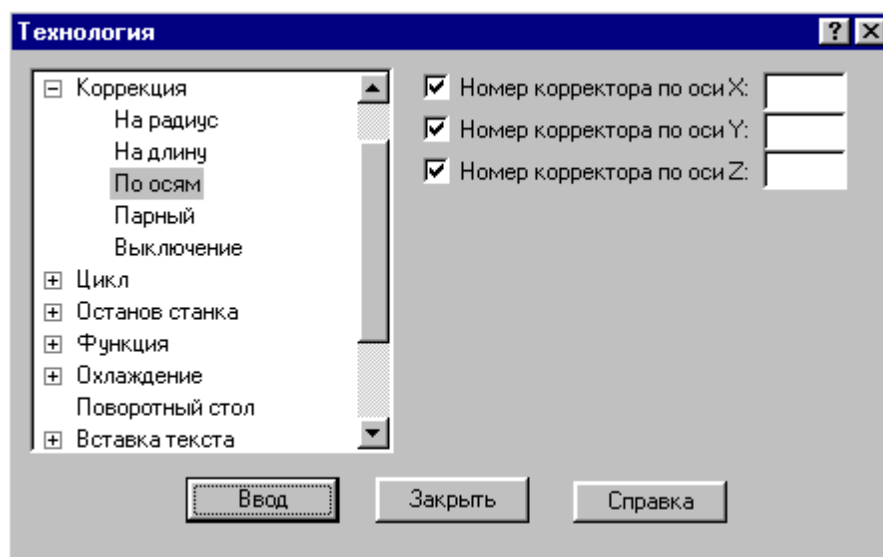 Технология
Коррекция
На радиус
На длину
По осям
Парный
Выключение
Цикл
Останов станка
Функция
Охлаждение
Поворотный стол
Вставка текста
Номер корректора по оси X:
Номер корректора по оси Y:
Номер корректора по оси Z:
Ввод
Закрыть
Справка